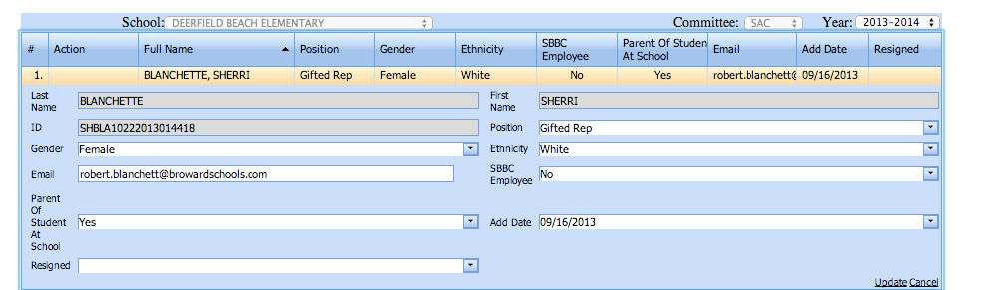 School: DEERFIELD BEACH ELEMENTARY Committee: SAC Year: 2013-2014
# Action Full Name Position Gender Ethnicity SBBC Employee Parent Of Studen At School Email Add Date Resigned
1. BLANCHETTE, SHERRI Gifted Rep Female White No Yes robert.blanchett@ 09/16/2013
Last Name BLANCHETTE First Name SHERRI
ID SHBLA10222013014418 Position Gifted Rep
Gender Female Ethnicity White
Email robert.blanchett@browardschools.com SBBC Employee No
Parent Of Student At School Yes Add Date 09/16/2013
Resigned
Update Cancel